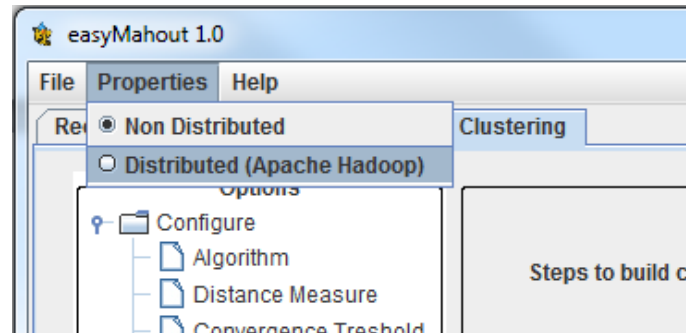 easyMahout 1.0
File Properties Help
Non Distributed
Distributed (Apache Hadoop)
Clustering
Options
Configure
Algorithm
Distance Measure
Convergence Treshold
Steps to build